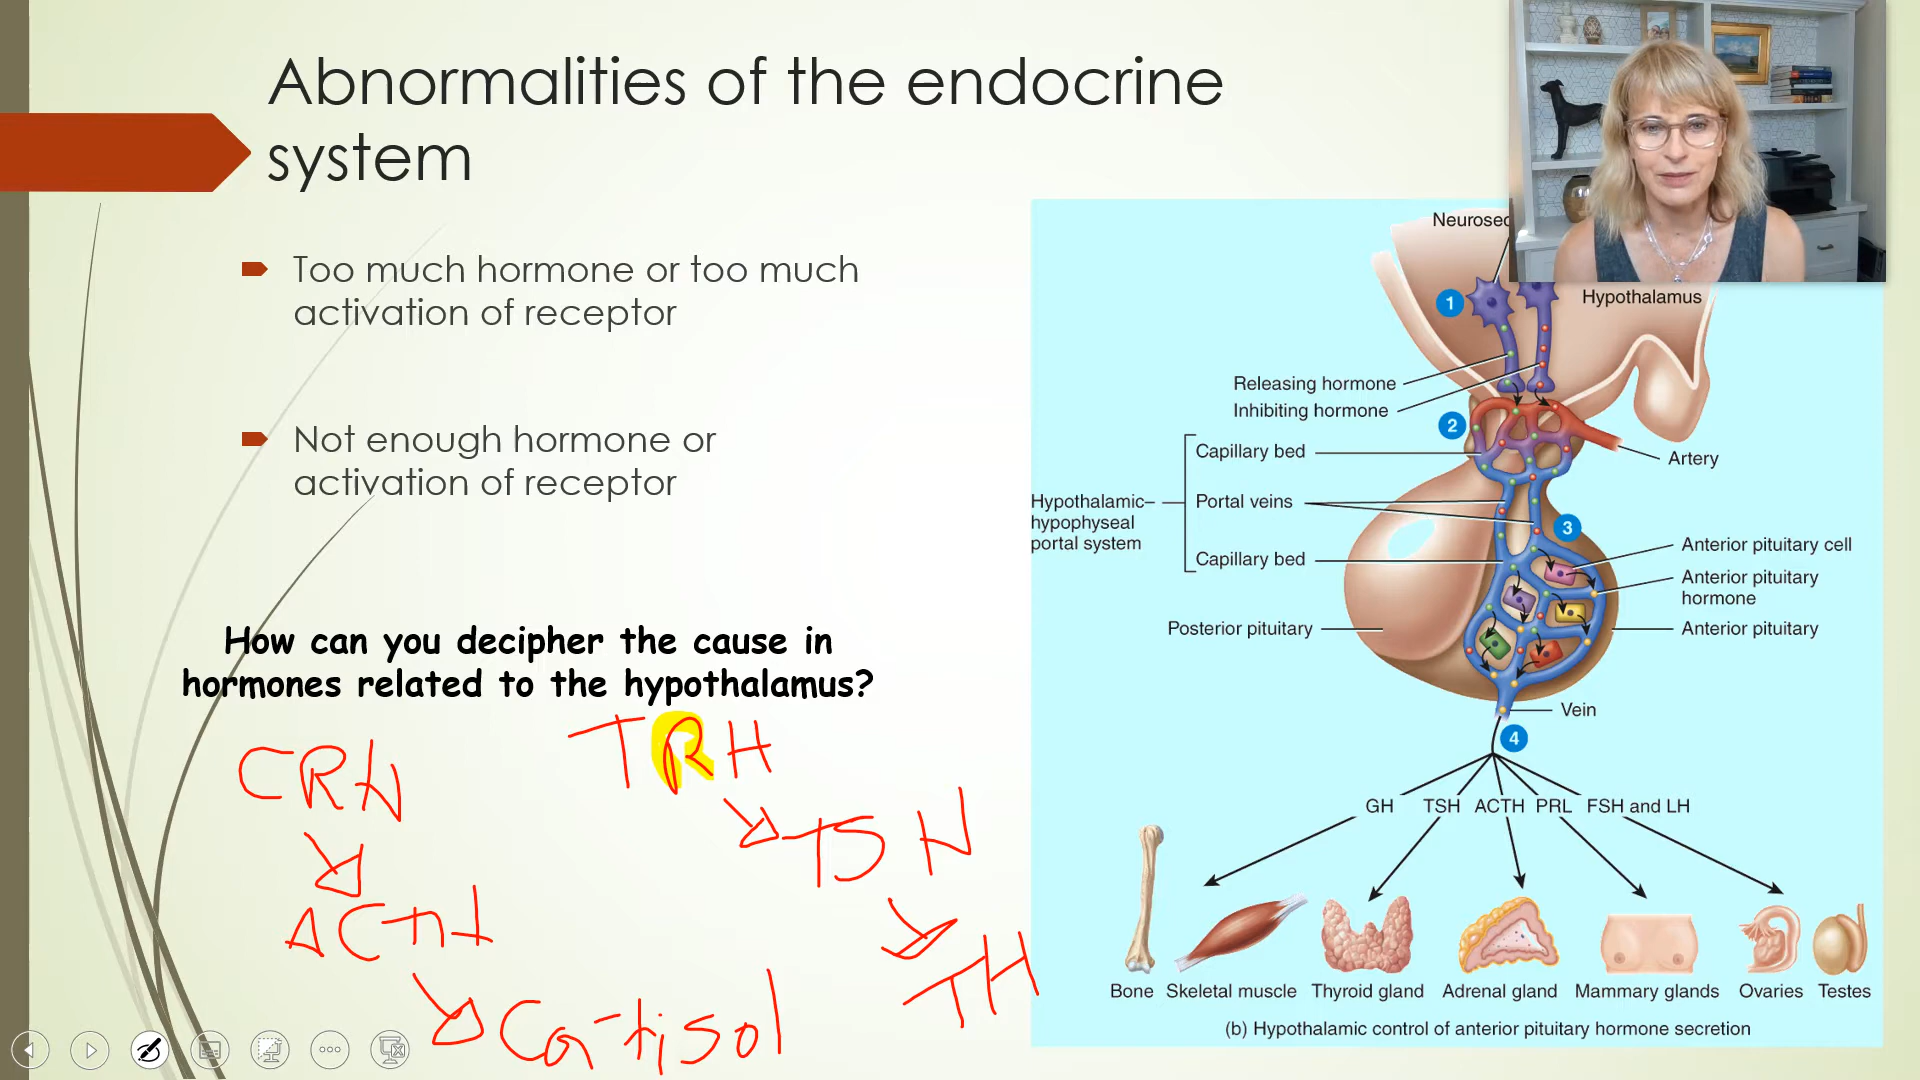 Abnormalities of the endocrine
system
Too much hormone or too much
activation of receptor
Not enough hormone or
activation of receptor
How can you decipher the cause in
hormones related to the hypothalamus?
CRH
ACTH
Cortisol
TRH
TSH
TH
Hypothalamus
1
Releasing hormone
Inhibiting hormone
2
Capillary bed
Artery
Hypothalamic–
hypophyseal
portal system
Portal veins
3
Capillary bed
Anterior pituitary cell
Anterior pituitary
hormone
Posterior pituitary
Anterior pituitary
Vein
4
GH TSH ACTH PRL FSH and LH
Bone Skeletal muscle Thyroid gland Adrenal gland Mammary glands Ovaries Testes
(b) Hypothalamic control of anterior pituitary hormone secretion